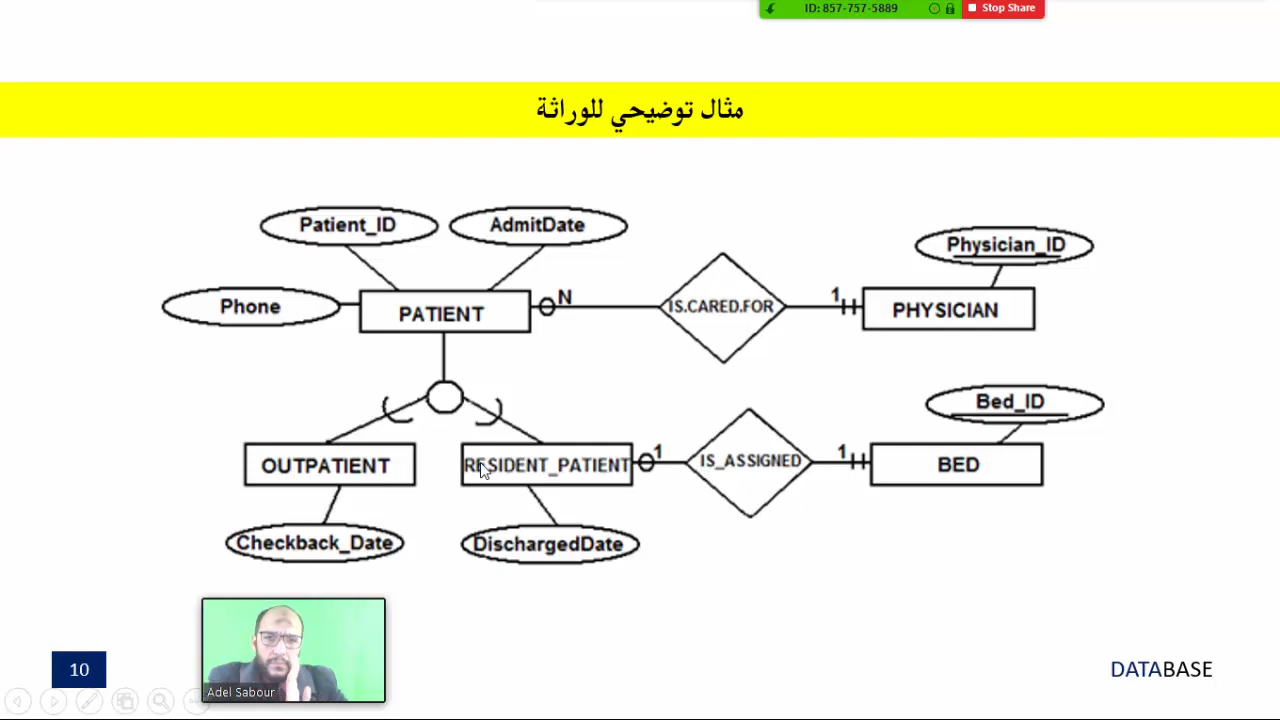 ID: 857-757-5889
Stop Share
مثال توضيحي للوراثة
Patient_ID
AdmitDate
Physician_ID
Phone
PATIENT
N
IS.CARED.FOR
1
PHYSICIAN
Bed_ID
OUTPATIENT
RESIDENT_PATIENT
1
IS_ASSIGNED
1
BED
Checkback_Date
DischargedDate
Adel Sabour
10
DATABASE